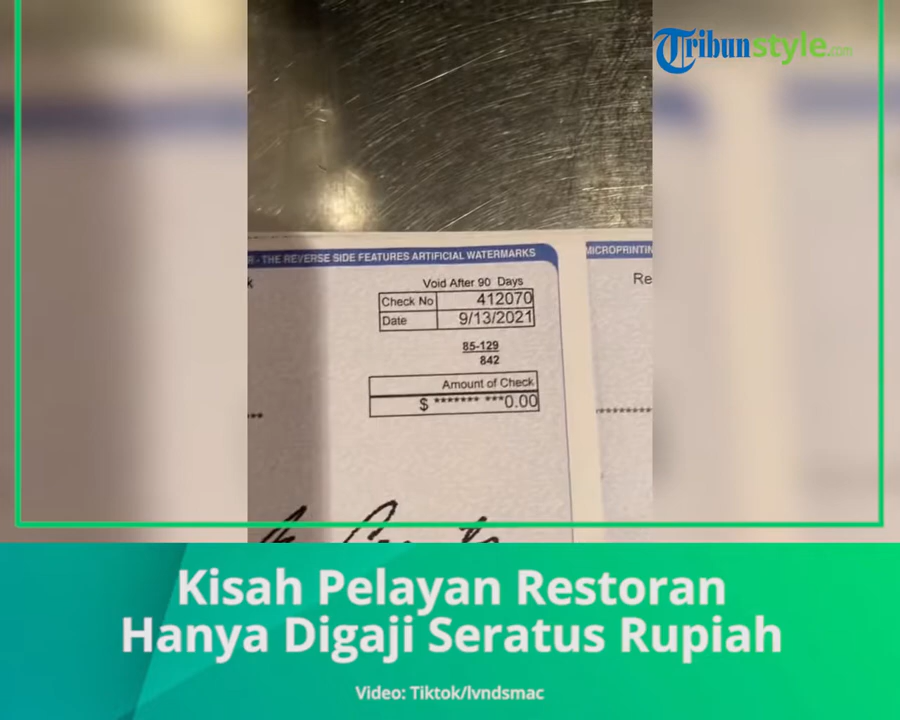 Tribunstyle.com
- THE REVERSE SIDE FEATURES ARTIFICIAL WATERMARKS
MICROPRINTIN
Void After 90 Days
Re
Check No 412070
Date 9/13/2021
85-129
842
Amount of Check
$ ******* ***0.00
Kisah Pelayan Restoran
Hanya Digaji Seratus Rupiah
Video: Tiktok/lvndsmac